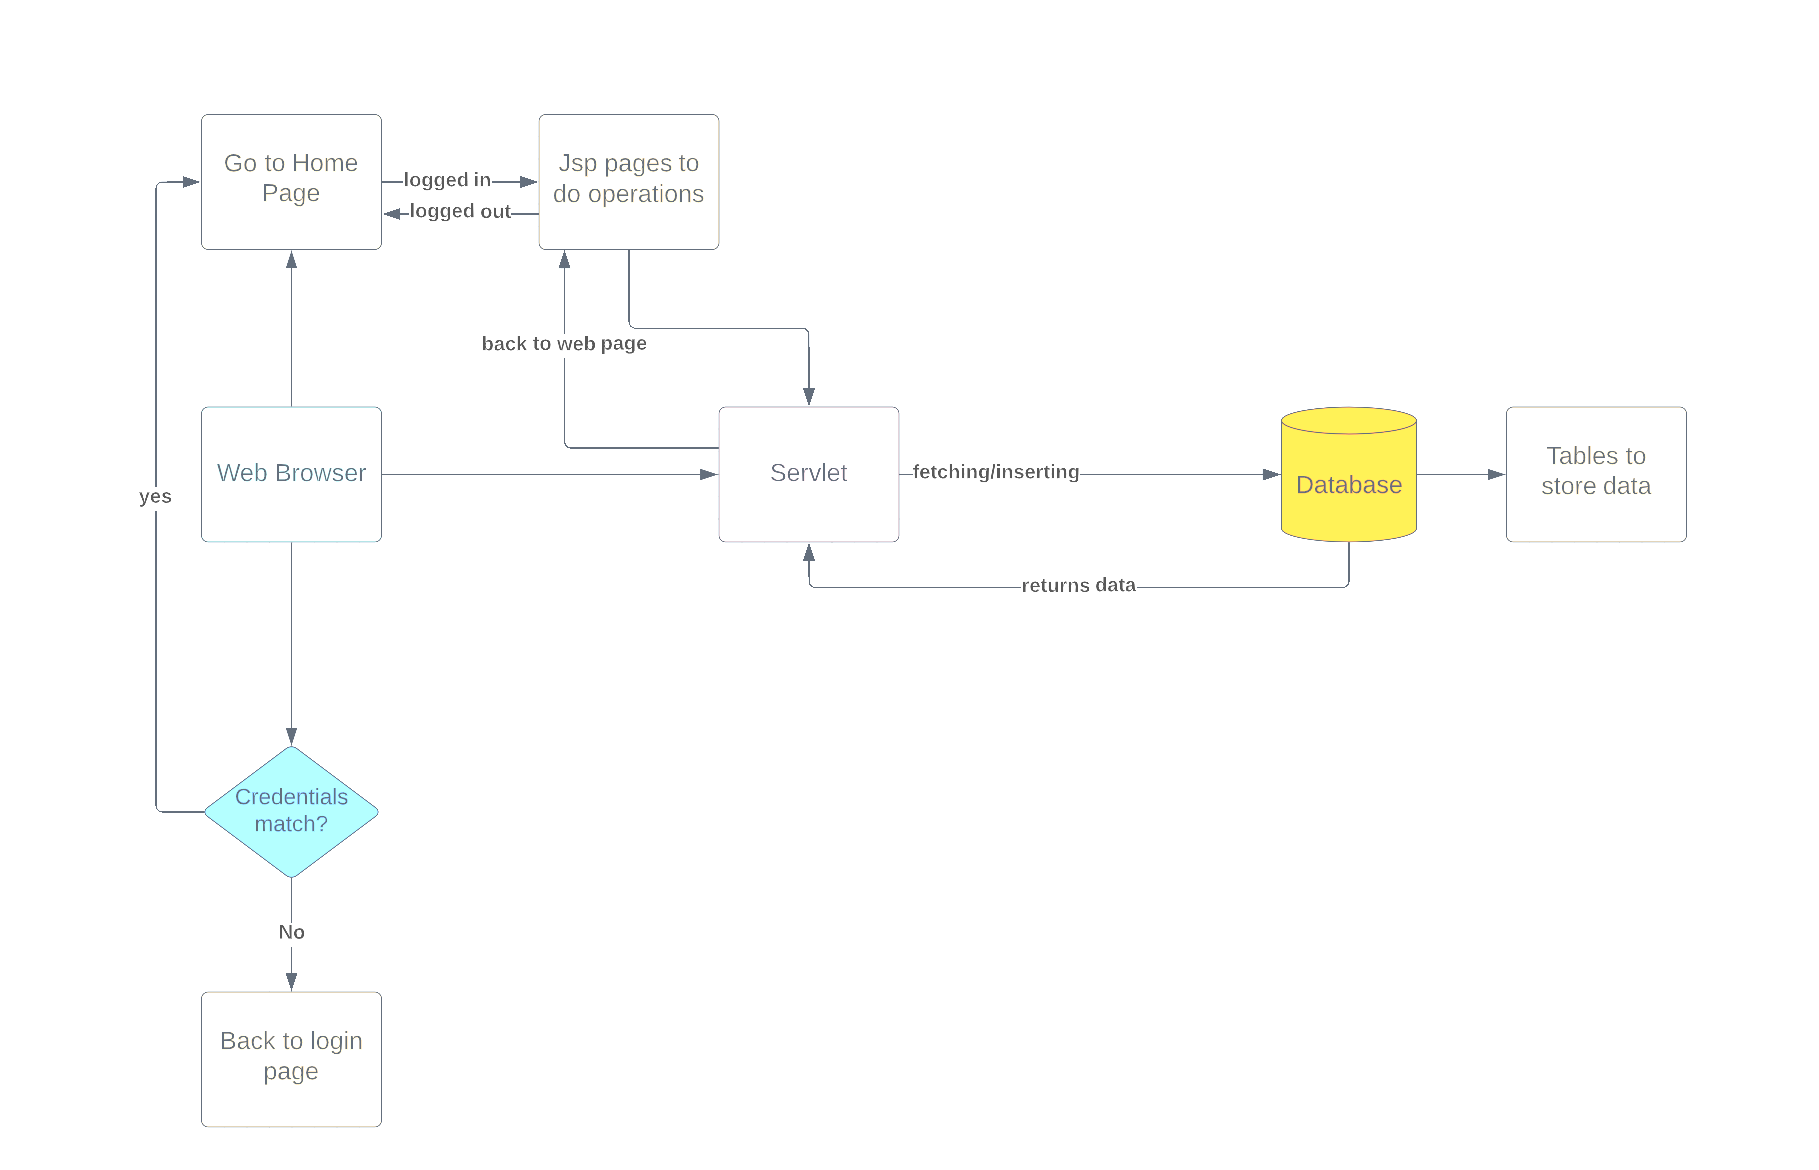 Go to Home
Page
logged in
logged out
Jsp pages to
do operations
back to web page
Web Browser
yes
Servlet
fetching/inserting
Database
Tables to
store data
returns data
Credentials
match?
No
Back to login
page